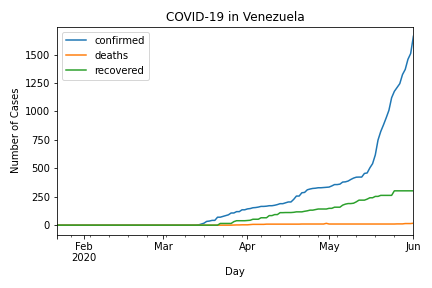 COVID-19 in Venezuela
confirmed
deaths
recovered
Number of Cases
1500
1250
1000
750
500
250
0
Feb
2020
Mar
Apr
May
Jun
Day